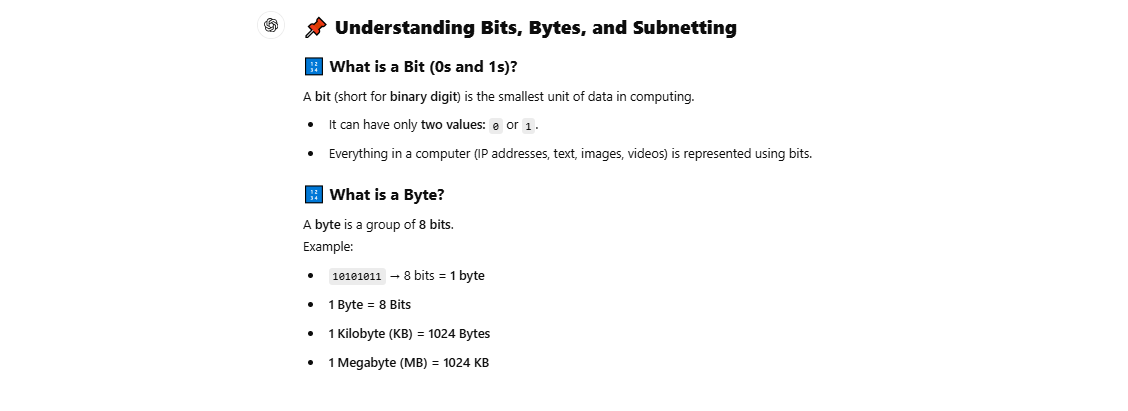 📌 Understanding Bits, Bytes, and Subnetting
🔢 What is a Bit (0s and 1s)?
A bit (short for binary digit) is the smallest unit of data in computing.
• It can have only two values: 0 or 1.
• Everything in a computer (IP addresses, text, images, videos) is represented using bits.
🔢 What is a Byte?
A byte is a group of 8 bits.
Example:
• 10101011 → 8 bits = 1 byte
• 1 Byte = 8 Bits
• 1 Kilobyte (KB) = 1024 Bytes
• 1 Megabyte (MB) = 1024 KB